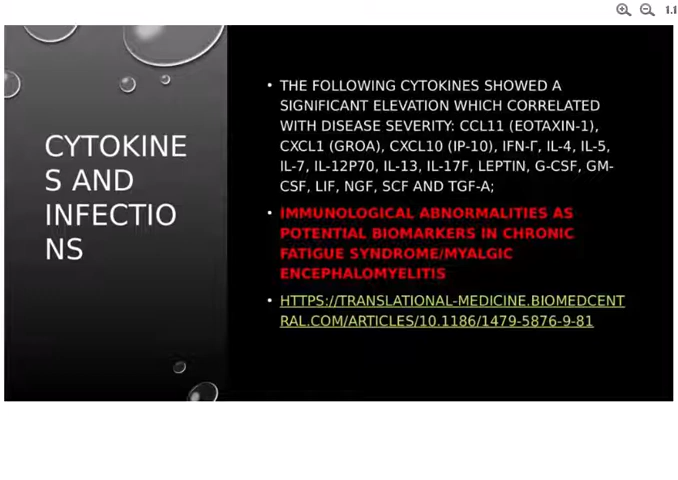 1.1
CYTOKINE
S AND
INFECTIO
NS
• THE FOLLOWING CYTOKINES SHOWED A
SIGNIFICANT ELEVATION WHICH CORRELATED
WITH DISEASE SEVERITY: CCL11 (EOTAXIN-1),
CXCL1 (GROΑ), CXCL10 (IP-10), IFN-Γ, IL-4, IL-5,
IL-7, IL-12P70, IL-13, IL-17F, LEPTIN, G-CSF, GM-
CSF, LIF, NGF, SCF AND TGF-Α;
• IMMUNOLOGICAL ABNORMALITIES AS
POTENTIAL BIOMARKERS IN CHRONIC
FATIGUE SYNDROME/MYALGIC
ENCEPHALOMYELITIS
• HTTPS://TRANSLATIONAL-MEDICINE.BIOMEDCENT
RAL.COM/ARTICLES/10.1186/1479-5876-9-81